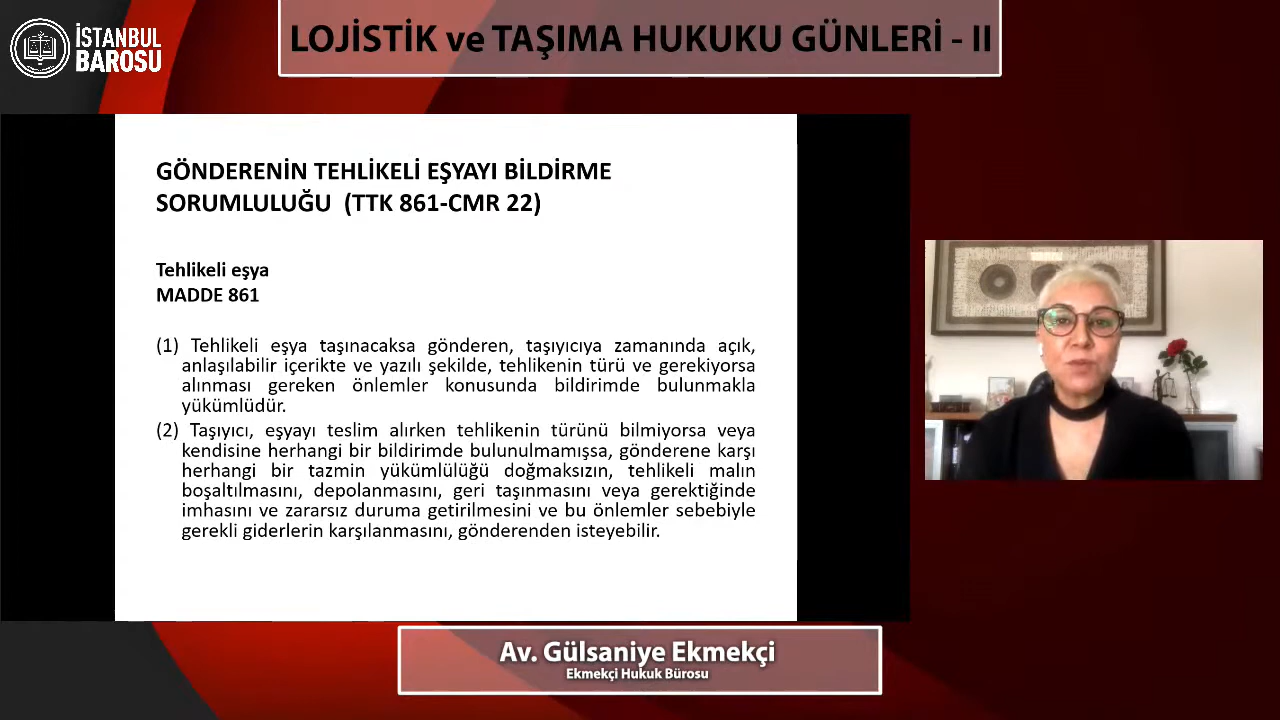 İSTANBUL
BAROSU
LOJİSTİK ve TAŞIMA HUKUKU GÜNLERİ - II
GÖNDERENİN TEHLİKELİ EŞYAYI BİLDİRME
SORUMLULUĞU (TTK 861-CMR 22)
Tehlikeli eşya
MADDE 861
(1) Tehlikeli eşya taşınacaksa gönderen, taşıyıcıya zamanında açık,
anlaşılabilir içerikte ve yazılı şekilde, tehlikenin türü ve gerekiyorsa
alınması gereken önlemler konusunda bildirimde bulunmakla
yükümlüdür.
(2) Taşıyıcı, eşyayı teslim alırken tehlikenin türünü bilmiyorsa veya
kendisine herhangi bir bildirimde bulunulmamışsa, gönderene karşı
herhangi bir tazmin yükümlülüğü doğmaksızın, tehlikeli malın
boşaltılmasını, depolanmasını, geri taşınmasını veya gerektiğinde
imhasını ve zararsız duruma getirilmesini ve bu önlemler sebebiyle
gerekli giderlerin karşılanmasını, gönderenden isteyebilir.
Av. Gülsaniye Ekmekçi
Ekmekçi Hukuk Bürosu